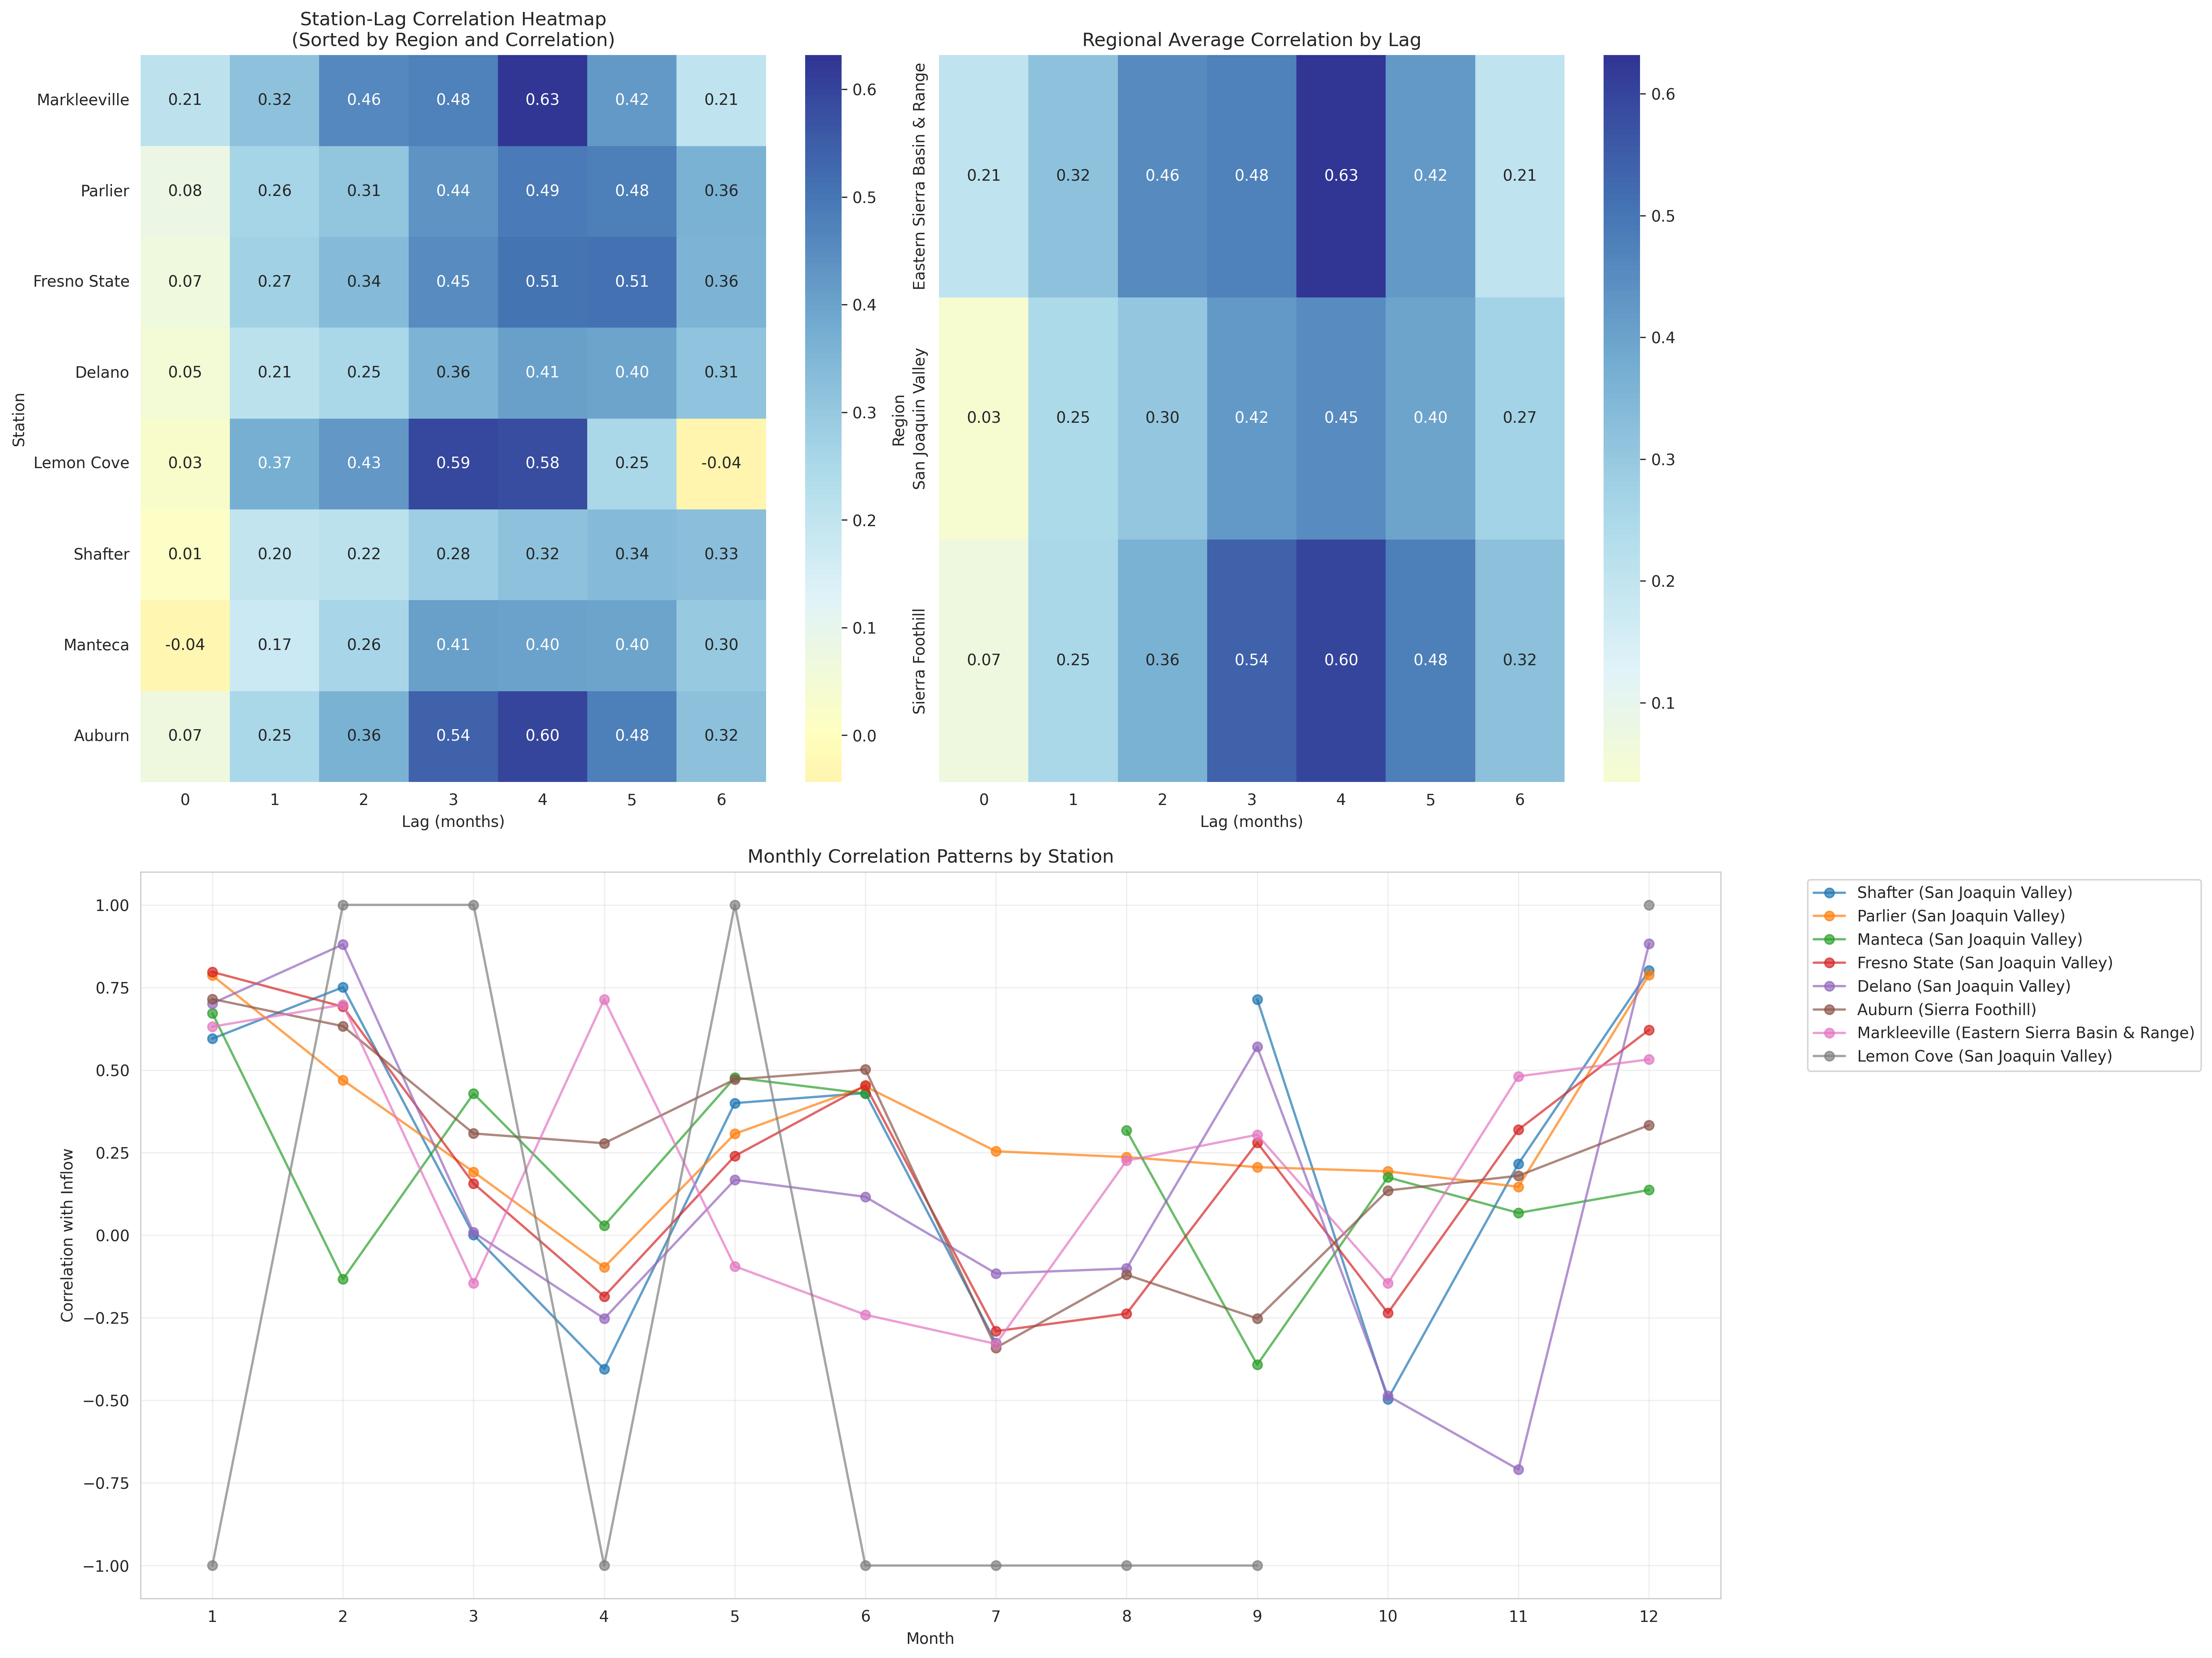 Station-Lag Correlation Heatmap
(Sorted by Region and Correlation)
Station
Markleeville 0.21 0.32 0.46 0.48 0.63 0.42 0.21
Parlier 0.08 0.26 0.31 0.44 0.49 0.48 0.36
Fresno State 0.07 0.27 0.34 0.45 0.51 0.51 0.36
Delano 0.05 0.21 0.25 0.36 0.41 0.40 0.31
Lemon Cove 0.03 0.37 0.43 0.59 0.58 0.25 -0.04
Shafter 0.01 0.20 0.22 0.28 0.32 0.34 0.33
Manteca -0.04 0.17 0.26 0.41 0.40 0.40 0.30
Auburn 0.07 0.25 0.36 0.54 0.60 0.48 0.32
0 1 2 3 4 5 6
Lag (months)
0.6
0.5
0.4
0.3
0.2
0.1
0.0
Regional Average Correlation by Lag
Region
Eastern Sierra Basin & Range 0.21 0.32 0.46 0.48 0.63 0.42 0.21
San Joaquin Valley 0.03 0.25 0.30 0.42 0.45 0.40 0.27
Sierra Foothill 0.07 0.25 0.36 0.54 0.60 0.48 0.32
0 1 2 3 4 5 6
Lag (months)
0.6
0.5
0.4
0.3
0.2
0.1
Monthly Correlation Patterns by Station
Correlation with Inflow
1.00
0.75
0.50
0.25
0.00
−0.25
−0.50
−0.75
−1.00
1 2 3 4 5 6 7 8 9 10 11 12
Month
Shafter (San Joaquin Valley)
Parlier (San Joaquin Valley)
Manteca (San Joaquin Valley)
Fresno State (San Joaquin Valley)
Delano (San Joaquin Valley)
Auburn (Sierra Foothill)
Markleeville (Eastern Sierra Basin & Range)
Lemon Cove (San Joaquin Valley)